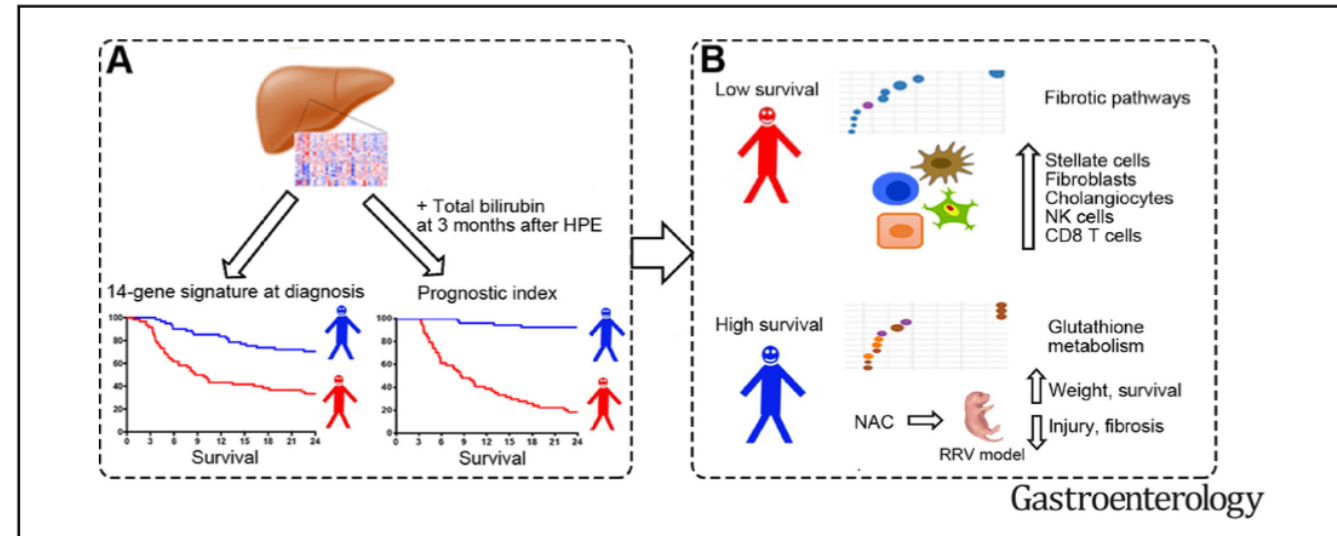 A
+ Total bilirubin
at 3 months after HPE
14-gene signature at diagnosis
Prognostic index
100
80
60
40
20
0
0 3 6 9 12 15 18 21 24
Survival
100
80
60
40
20
0
0 3 6 9 12 15 18 21 24
Survival
B
Low survival
Fibrotic pathways
Stellate cells
Fibroblasts
Cholangiocytes
NK cells
CD8 T cells
High survival
Glutathione
metabolism
Weight, survival
NAC
Injury, fibrosis
RRV model
Gastroenterology